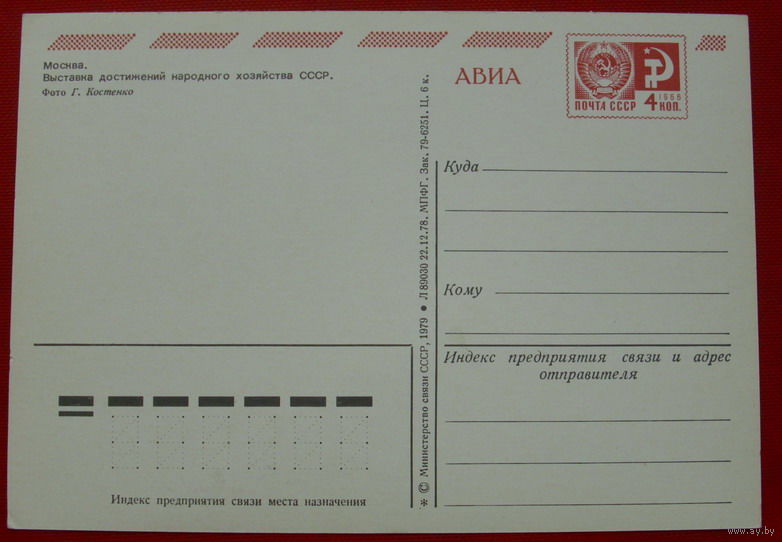 Москва.
Выставка достижений народного хозяйства СССР.
Фото Г. Костенко
АВИА
ПОЧТА СССР
1966
4 КОП.
Куда
Кому
Индекс предприятия связи и адрес
отправителя
* © Министерство связи СССР, 1979 ● Л 89030 22.12.78. МПФГ. Зак. 79-6251. Ц. 6 к.
Индекс предприятия связи места назначения
www.ay.by